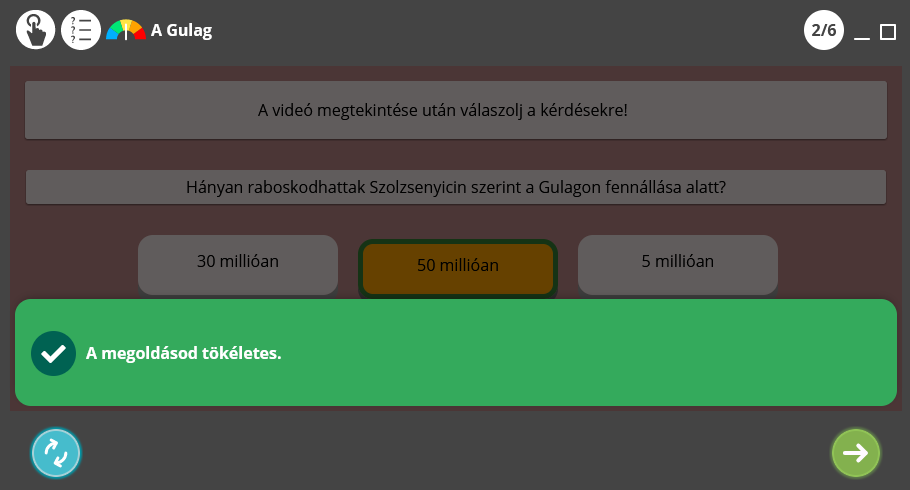 A Gulag
2/6
A videó megtekintése után válaszolj a kérdésekre!
Hányan raboskodhattak Szolzsenyicin szerint a Gulagon fennállása alatt?
30 millióan
50 millióan
5 millióan
A megoldásod tökéletes.